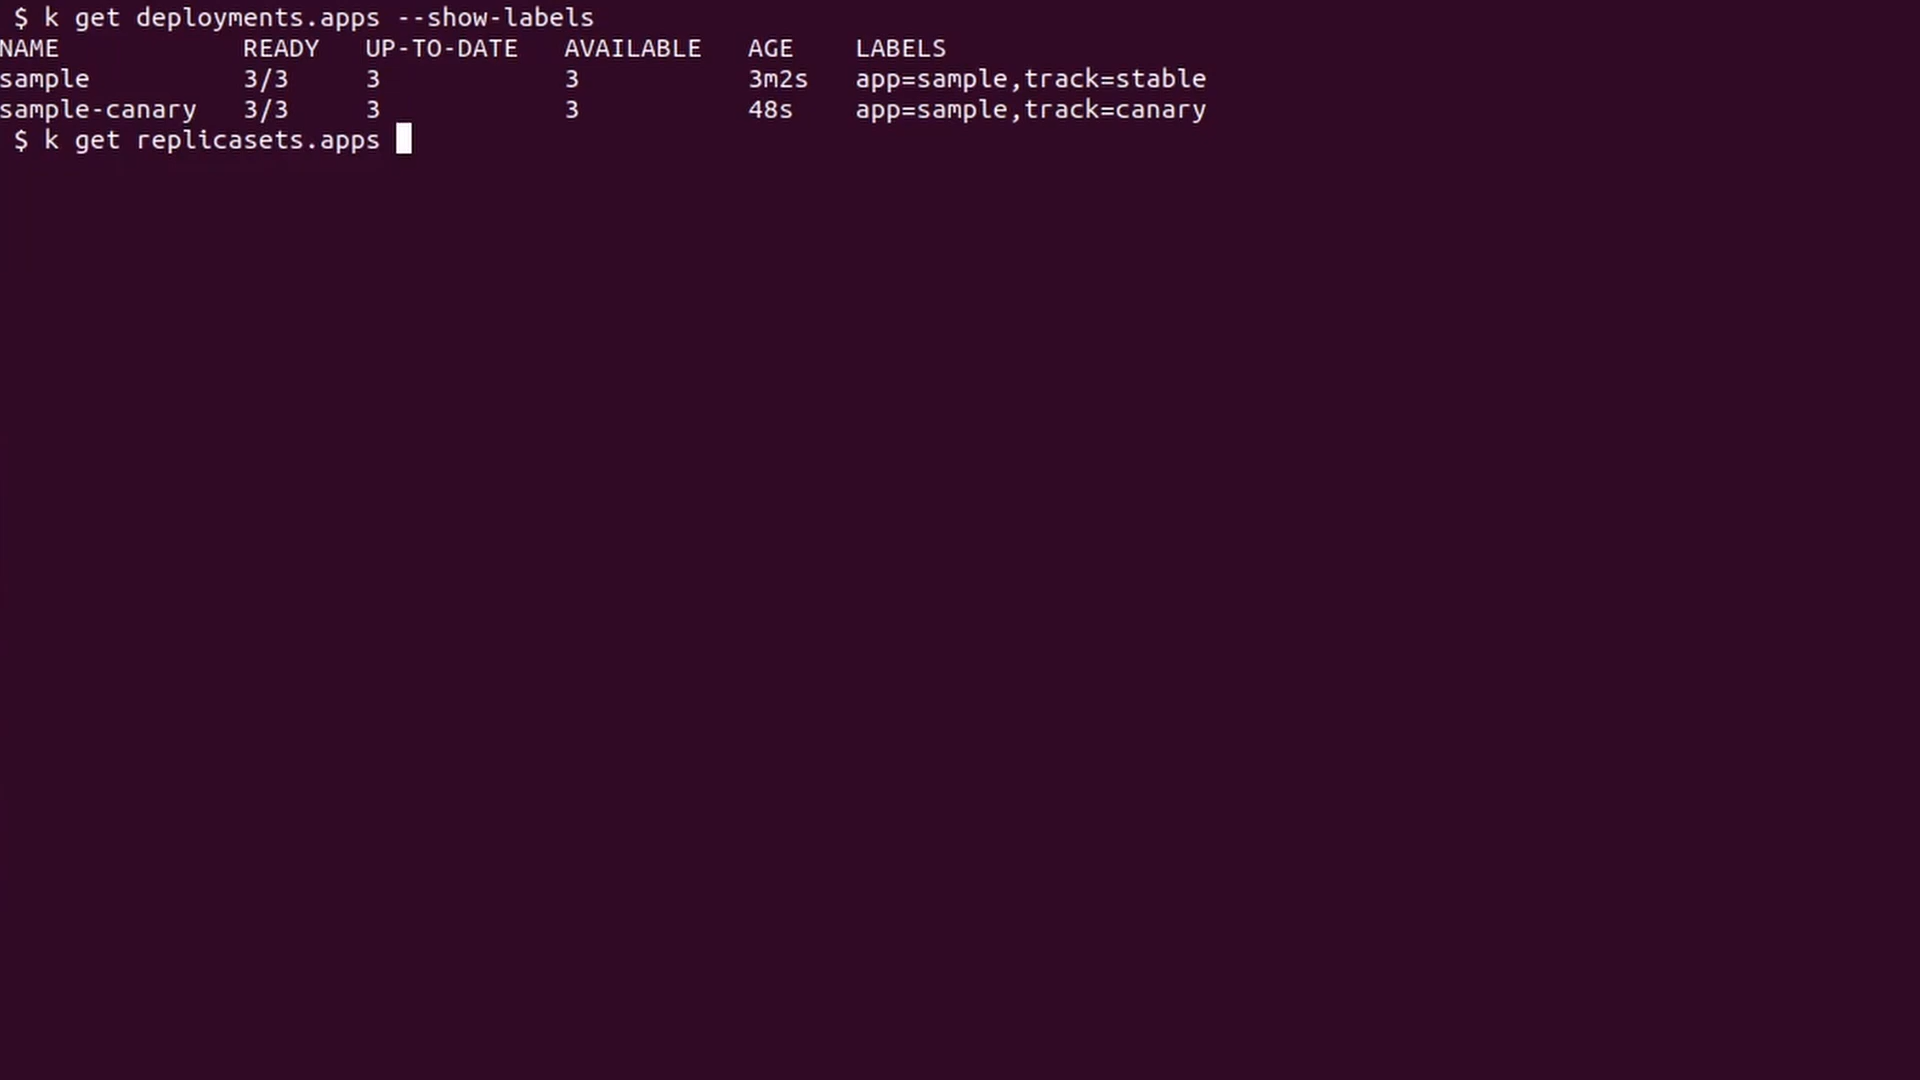 $ k get deployments.apps --show-labels
NAME READY UP-TO-DATE AVAILABLE AGE LABELS
sample 3/3 3 3 3m2s app=sample,track=stable
sample-canary 3/3 3 3 48s app=sample,track=canary
$ k get replicasets.apps